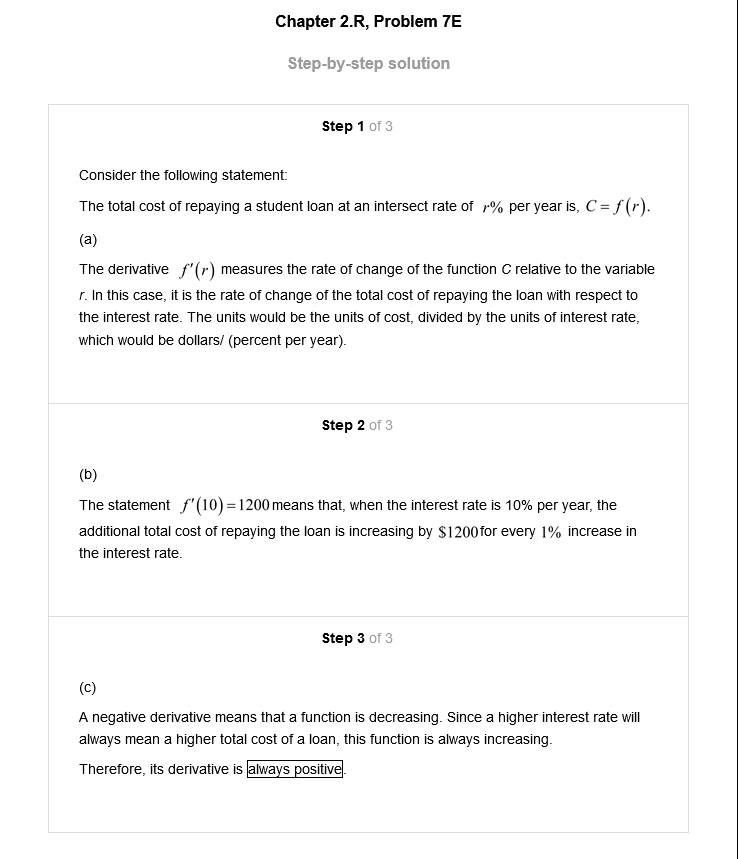 Chapter 2.R, Problem 7E
Step-by-step solution
Step 1 of 3
Consider the following statement:
The total cost of repaying a student loan at an intersect rate of r% per year is, C = f(r).
(a)
The derivative f'(r) measures the rate of change of the function C relative to the variable
r. In this case, it is the rate of change of the total cost of repaying the loan with respect to
the interest rate. The units would be the units of cost, divided by the units of interest rate,
which would be dollars/ (percent per year).
Step 2 of 3
(b)
The statement f'(10) = 1200 means that, when the interest rate is 10% per year, the
additional total cost of repaying the loan is increasing by $1200 for every 1% increase in
the interest rate.
Step 3 of 3
(c)
A negative derivative means that a function is decreasing. Since a higher interest rate will
always mean a higher total cost of a loan, this function is always increasing.
Therefore, its derivative is always positive.